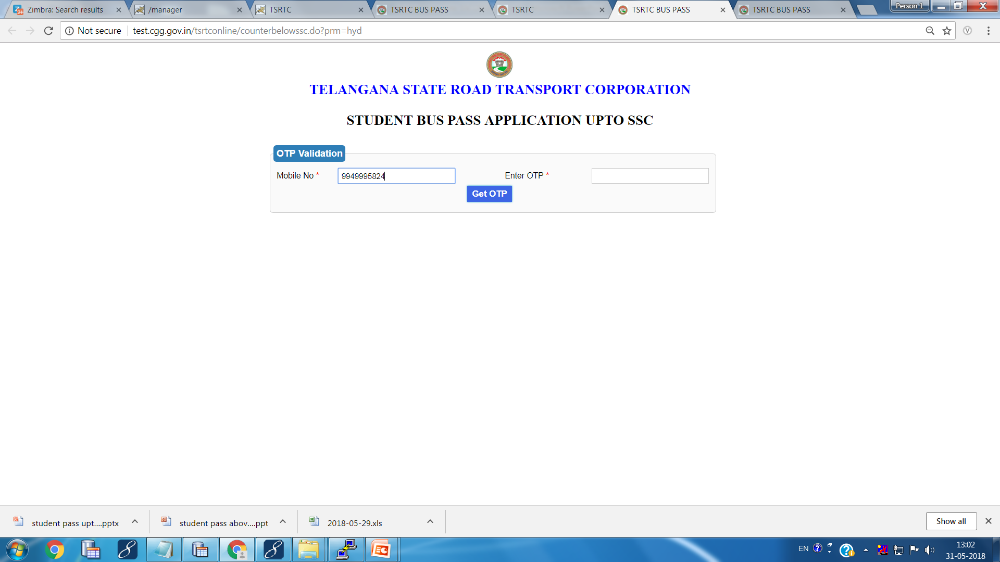 Zimbra: Search results
/manager
TSRTC
TSRTC BUS PASS
TSRTC
TSRTC BUS PASS
TSRTC BUS PASS
Person 1
Not secure
test.cgg.gov.in/tsrtconline/counterbelowssc.do?prm=hyd
TELANGANA STATE ROAD TRANSPORT CORPORATION
STUDENT BUS PASS APPLICATION UPTO SSC
OTP Validation
Mobile No *
9949995824
Enter OTP *
Get OTP
student pass upt....pptx
student pass abov....ppt
2018-05-29.xls
Show all
EN
13:02
31-05-2018